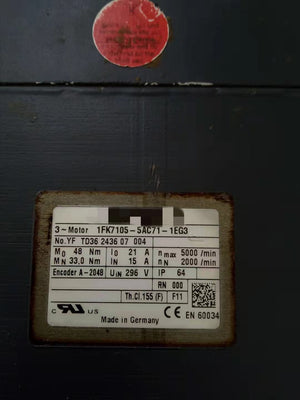 3~Motor 1FK7105-5AC71-1EG3
No.YF TD36 2436 07 004
M0 48 Nm I0 21 A nmax 5000 /min
MN 33.0 Nm IN 15 A nN 2000 /min
Encoder A-2048 UIN 296 V IP 64
RN 000
Th.Cl.155 (F) F11
c RU US
CE EN 60034
Made in Germany